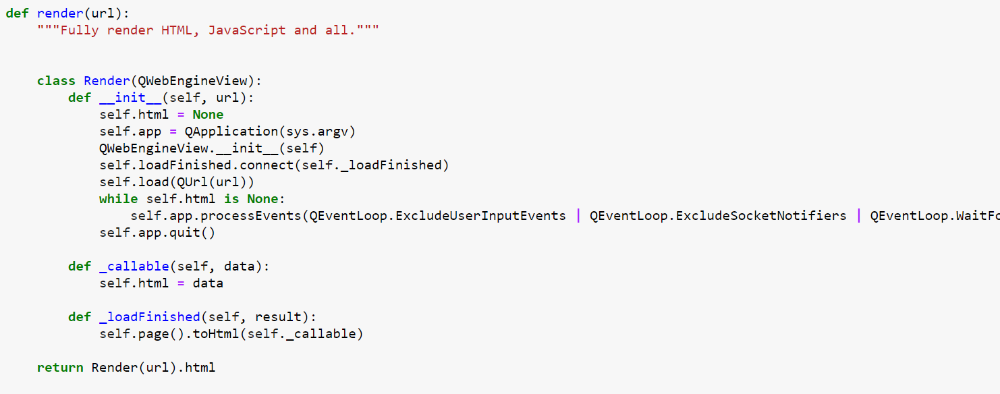 def render(url):
    """Fully render HTML, JavaScript and all."""
    class Render(QWebEngineView):
        def __init__(self, url):
            self.html = None
            self.app = QApplication(sys.argv)
            QWebEngineView.__init__(self)
            self.loadFinished.connect(self._loadFinished)
            self.load(QUrl(url))
            while self.html is None:
                self.app.processEvents(QEventLoop.ExcludeUserInputEvents | QEventLoop.ExcludeSocketNotifiers | QEventLoop.
            self.app.quit()
        def _callable(self, data):
            self.html = data
        def _loadFinished(self, result):
            self.page().toHtml(self._callable)
    return Render(url).html